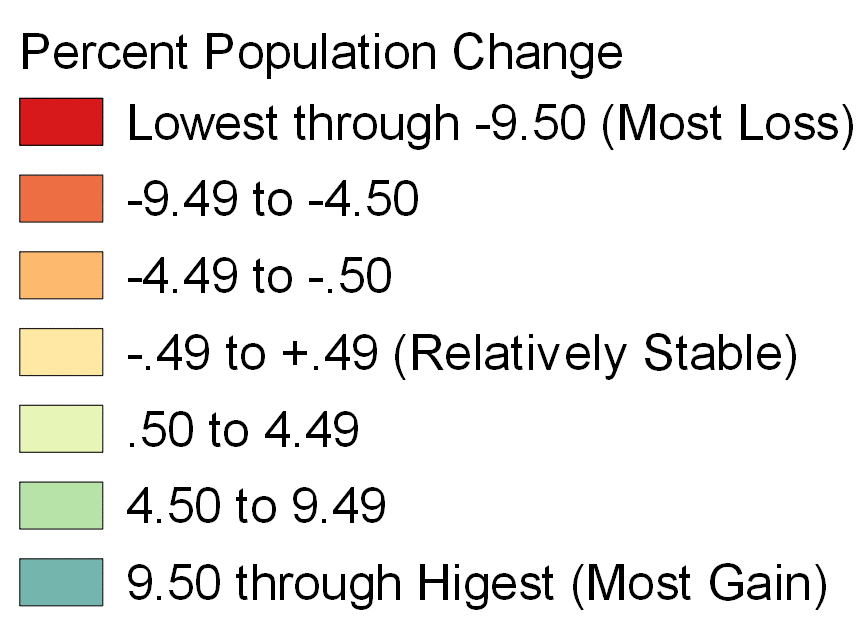 Percent Population Change
Lowest through -9.50 (Most Loss)
-9.49 to -4.50
-4.49 to -.50
-.49 to +.49 (Relatively Stable)
.50 to 4.49
4.50 to 9.49
9.50 through Higest (Most Gain)